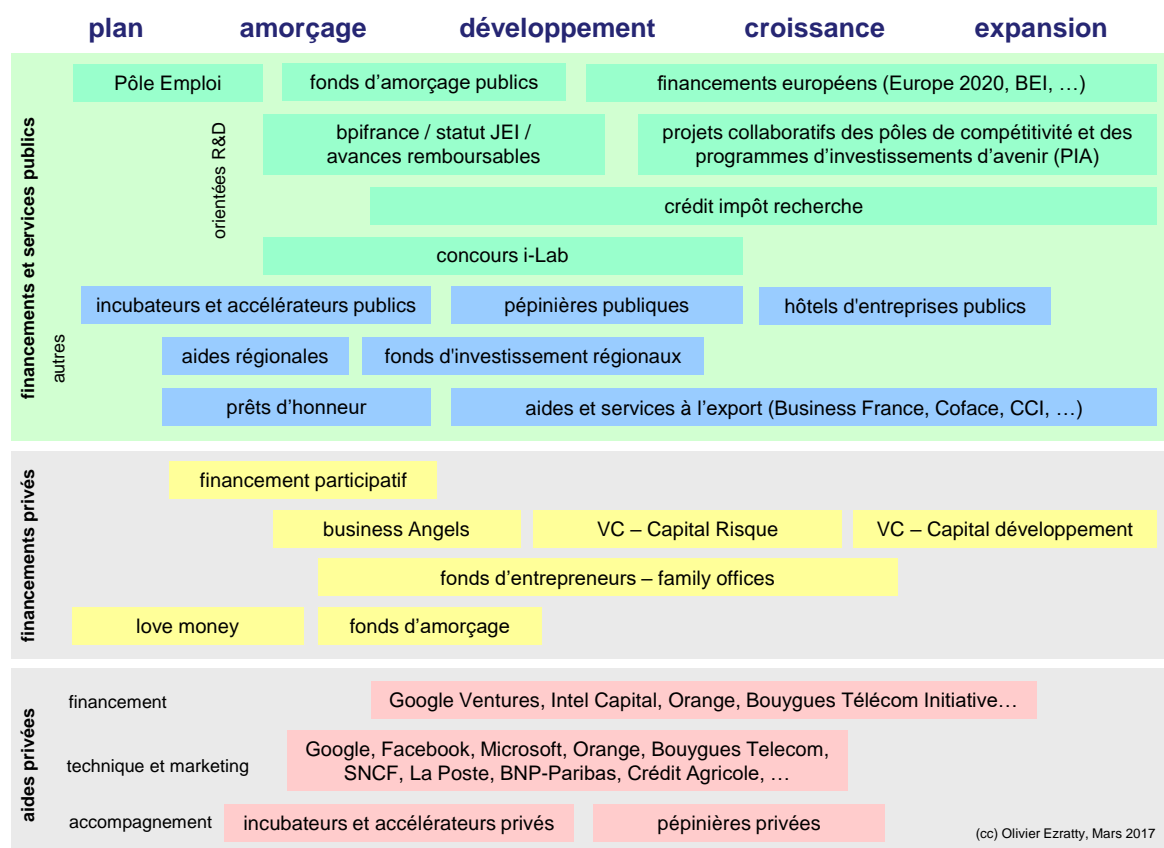 plan amorçage développement croissance expansion
financements et services publics
orientées R&D
autres
Pôle Emploi
fonds d’amorçage publics
financements européens (Europe 2020, BEI, …)
bpifrance / statut JEI /
avances remboursables
projets collaboratifs des pôles de compétitivité et des
programmes d’investissements d’avenir (PIA)
crédit impôt recherche
concours i-Lab
incubateurs et accélérateurs publics
pépinières publiques
hôtels d'entreprises publics
aides régionales
fonds d'investissement régionaux
prêts d’honneur
aides et services à l’export (Business France, Coface, CCI, …)
financements privés
financement participatif
business Angels
VC – Capital Risque
VC – Capital développement
fonds d’entrepreneurs – family offices
love money
fonds d’amorçage
aides privées
financement
Google Ventures, Intel Capital, Orange, Bouygues Télécom Initiative…
technique et marketing
Google, Facebook, Microsoft, Orange, Bouygues Telecom,
SNCF, La Poste, BNP-Paribas, Crédit Agricole, …
accompagnement
incubateurs et accélérateurs privés
pépinières privées
(cc) Olivier Ezratty, Mars 2017